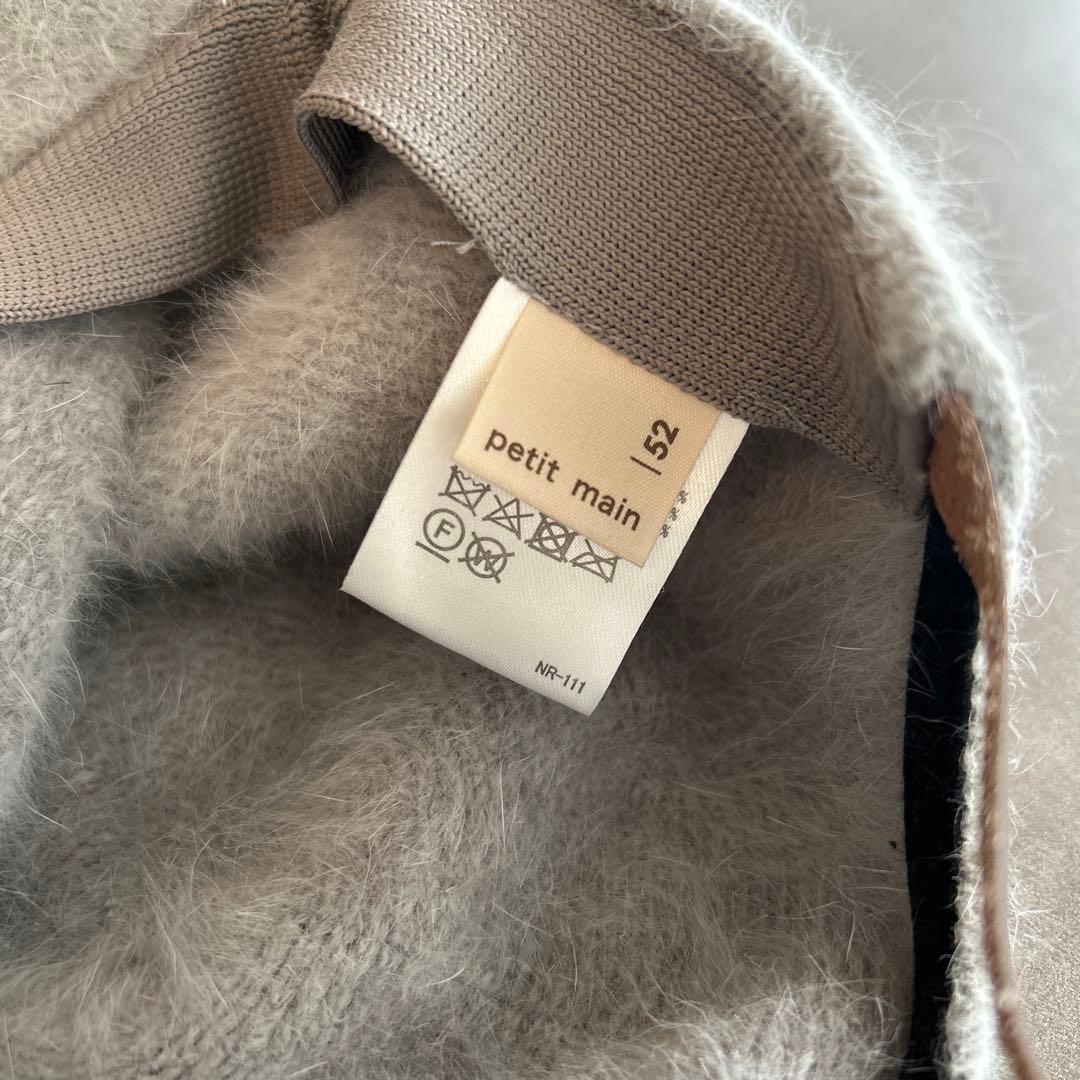 petit main
52
%
%
%
F
W
NR-111